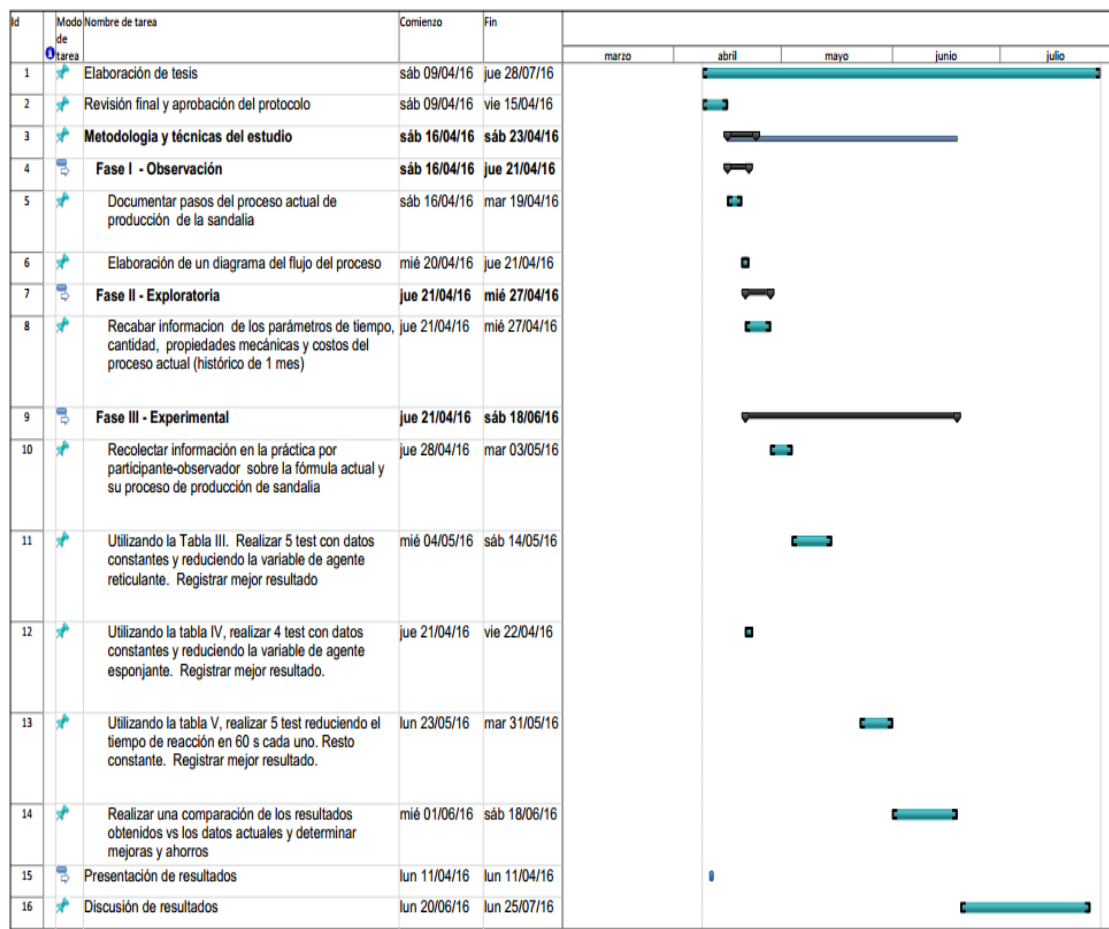 Id Modo de tarea Nombre de tarea Comienzo Fin
marzo abril mayo junio julio
1 Elaboración de tesis sáb 09/04/16 jue 28/07/16
2 Revisión final y aprobación del protocolo sáb 09/04/16 vie 15/04/16
3 Metodologia y técnicas del estudio sáb 16/04/16 sáb 23/04/16
4 Fase I - Observación sáb 16/04/16 jue 21/04/16
5 Documentar pasos del proceso actual de sáb 16/04/16 mar 19/04/16
producción de la sandalia
6 Elaboración de un diagrama del flujo del proceso mié 20/04/16 jue 21/04/16
7 Fase II - Exploratoria jue 21/04/16 mié 27/04/16
8 Recabar informacion de los parámetros de tiempo, jue 21/04/16 mié 27/04/16
cantidad, propiedades mecánicas y costos del
proceso actual (histórico de 1 mes)
9 Fase III - Experimental jue 21/04/16 sáb 18/06/16
10 Recolectar información en la práctica por jue 28/04/16 mar 03/05/16
participante-observador sobre la fórmula actual y
su proceso de producción de sandalia
11 Utilizando la Tabla III. Realizar 5 test con datos mié 04/05/16 sáb 14/05/16
constantes y reduciendo la variable de agente
reticulante. Registrar mejor resultado
12 Utilizando la tabla IV, realizar 4 test con datos jue 21/04/16 vie 22/04/16
constantes y reduciendo la variable de agente
esponjante. Registrar mejor resultado.
13 Utilizando la tabla V, realizar 5 test reduciendo el lun 23/05/16 mar 31/05/16
tiempo de reacción en 60 s cada uno. Resto
constante. Registrar mejor resultado.
14 Realizar una comparación de los resultados mié 01/06/16 sáb 18/06/16
obtenidos vs los datos actuales y determinar
mejoras y ahorros
15 Presentación de resultados lun 11/04/16 lun 11/04/16
16 Discusión de resultados lun 20/06/16 lun 25/07/16